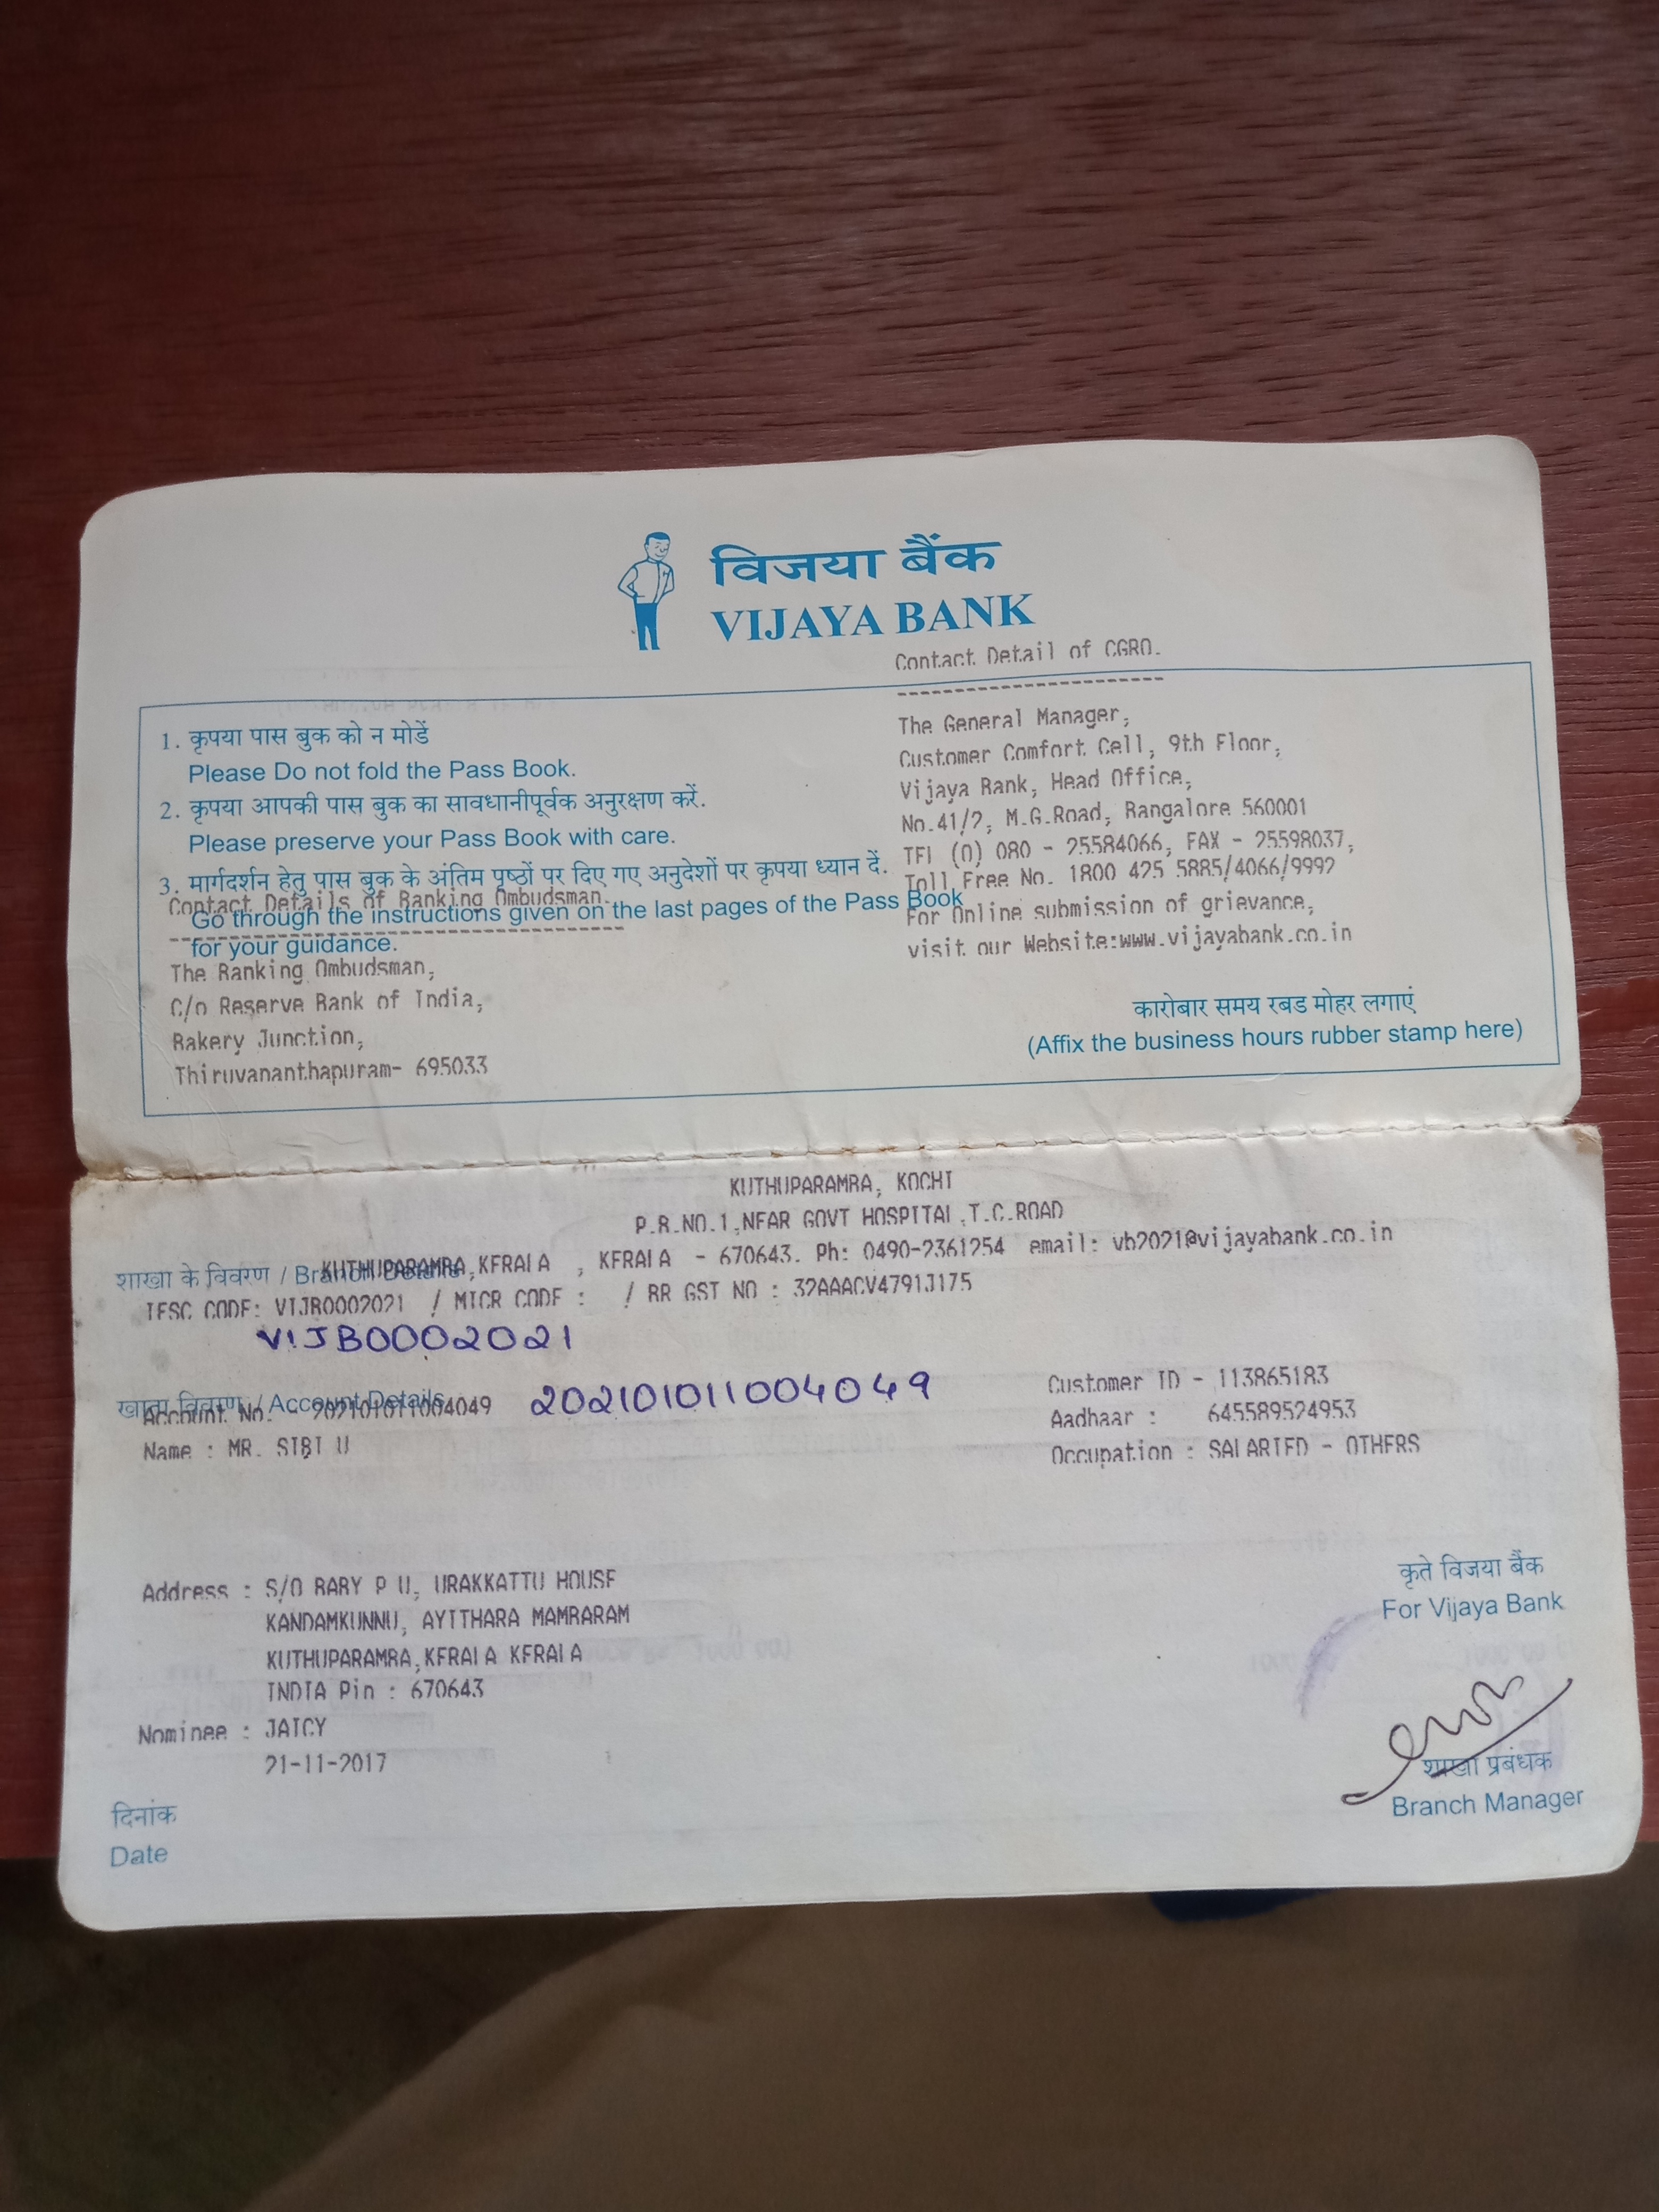 विजया बैंक
VIJAYA BANK
Contact Detail of CGRO.
1. कृपया पास बुक को न मोडें
Please Do not fold the Pass Book.
2. कृपया आपकी पास बुक का सावधानीपूर्वक अनुरक्षण करें.
Please preserve your Pass Book with care.
3. मार्गदर्शन हेतु पास बुक के अंतिम पृष्ठों पर दिए गए अनुदेशों पर कृपया ध्यान दें.
Go through the instructions given on the last pages of the Pass Book
for your guidance.
The General Manager,
Customer Comfort Cell, 9th Floor,
Vijaya Bank, Head Office,
No.41/2, M.G.Road, Bangalore 560001
TEL (O) 080 - 25584066, FAX - 25598037,
Toll Free No. 1800 425 5885/4066/9992
For Online submission of grievance,
visit our Website:www.vijayabank.co.in
Contact Details of Banking Ombudsman.
The Banking Ombudsman,
C/o Reserve Bank of India,
Bakery Junction,
Thiruvananthapuram- 695033
कारोबार समय रबड मोहर लगाएं
(Affix the business hours rubber stamp here)
KUTHUPARAMBA, KOCHI
P.B.NO.1,NEAR GOVT HOSPITAL,T.C.ROAD
KUTHUPARAMBA,KERALA , KERALA - 670643. Ph: 0490-2361254 email: vb2021@vijayabank.co.in
शाखा के विवरण / Branch Details
IFSC CODE: VIJB0002021 / MICR CODE : / BR GST NO : 32AAACV4791J1Z5
VIJB0002021
खाता विवरण / Account Details
Account No. - 202101011004049 202101011004049
Name : MR. SIBI U
Customer ID - 113865183
Aadhaar : 645589524953
Occupation : SALARIED - OTHERS
Address : S/O BABY P U, URAKKATTU HOUSE
KANDAMKUNNU, AYITHARA MAMBARAM
KUTHUPARAMBA,KERALA KERALA
INDIA Pin : 670643
Nominee : JAICY
21-11-2017
दिनांक
Date
कृते विजया बैंक
For Vijaya Bank
शाखा प्रबंधक
Branch Manager